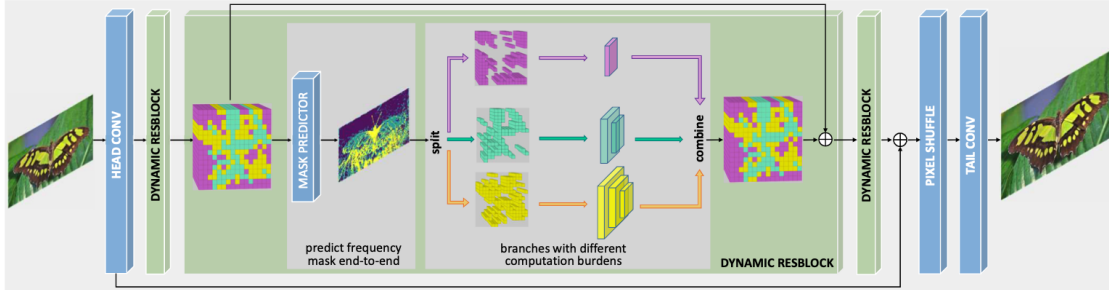 HEAD CONV
DYNAMIC RESBLOCK
MASK PREDICTOR
predict frequency
mask end-to-end
split
combine
branches with different
computation burdens
DYNAMIC RESBLOCK
DYNAMIC RESBLOCK
PIXEL SHUFFLE
TAIL CONV